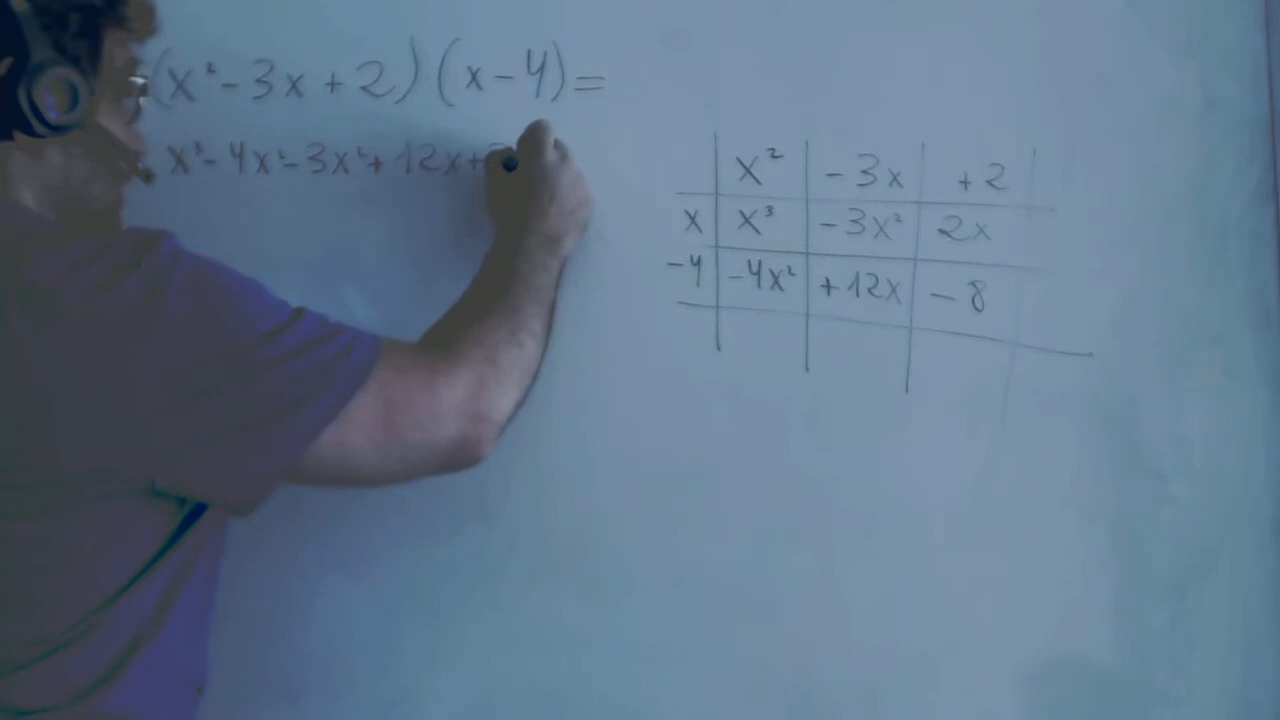 (x²-3x+2)(x-4)=
x³-4x²-3x²+12x+
x² -3x +2
x x³ -3x² 2x
-4 -4x² +12x -8